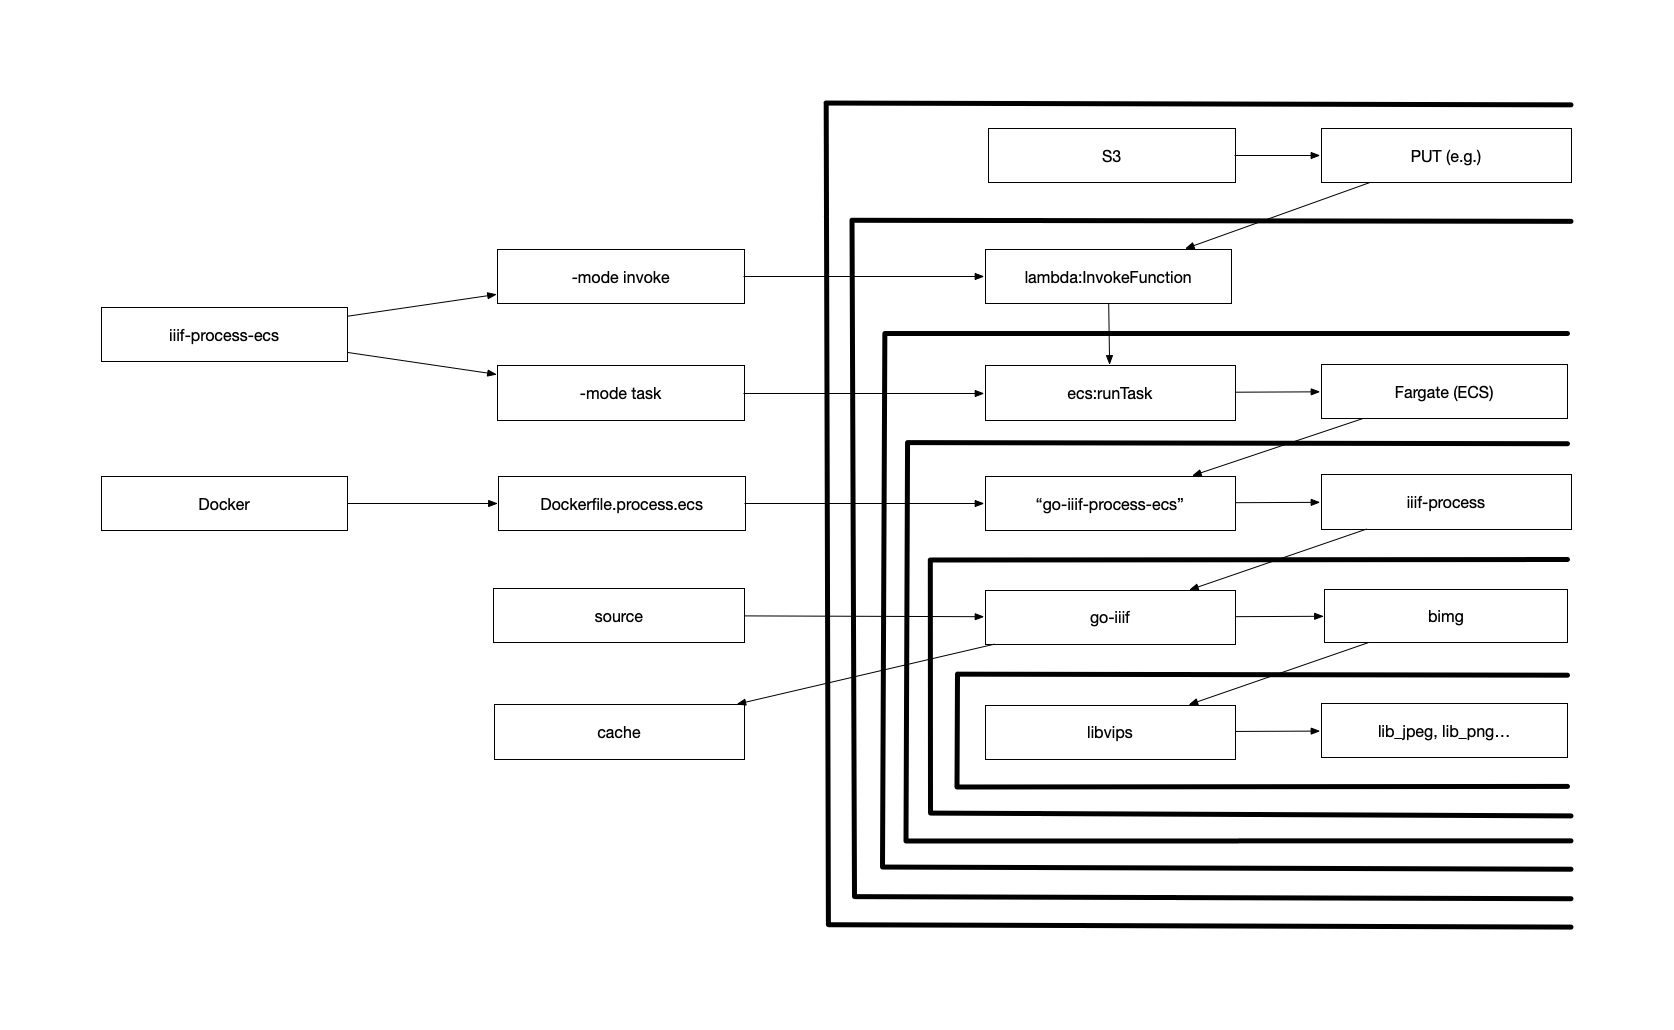 S3
PUT (e.g.)
-mode invoke
lambda:InvokeFunction
iiif-process-ecs
-mode task
ecs:runTask
Fargate (ECS)
Docker
Dockerfile.process.ecs
“go-iiif-process-ecs”
iiif-process
source
go-iiif
bimg
cache
libvips
lib_jpeg, lib_png…